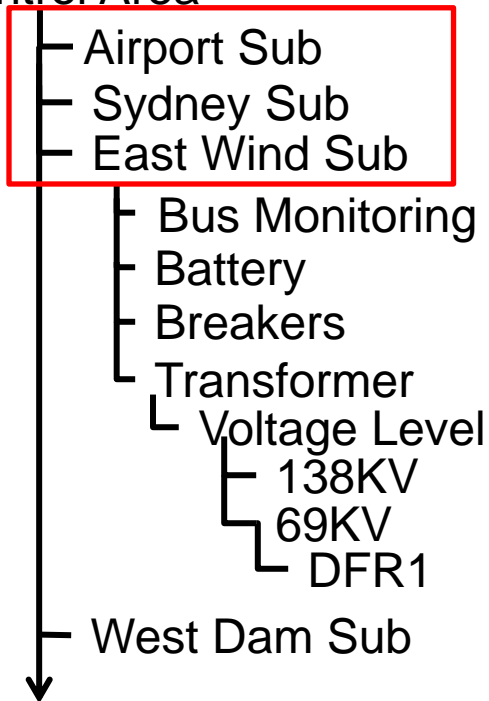 Area
Airport Sub
Sydney Sub
East Wind Sub
Bus Monitoring
Battery
Breakers
Transformer
Voltage Level
138KV
69KV
DFR1
West Dam Sub